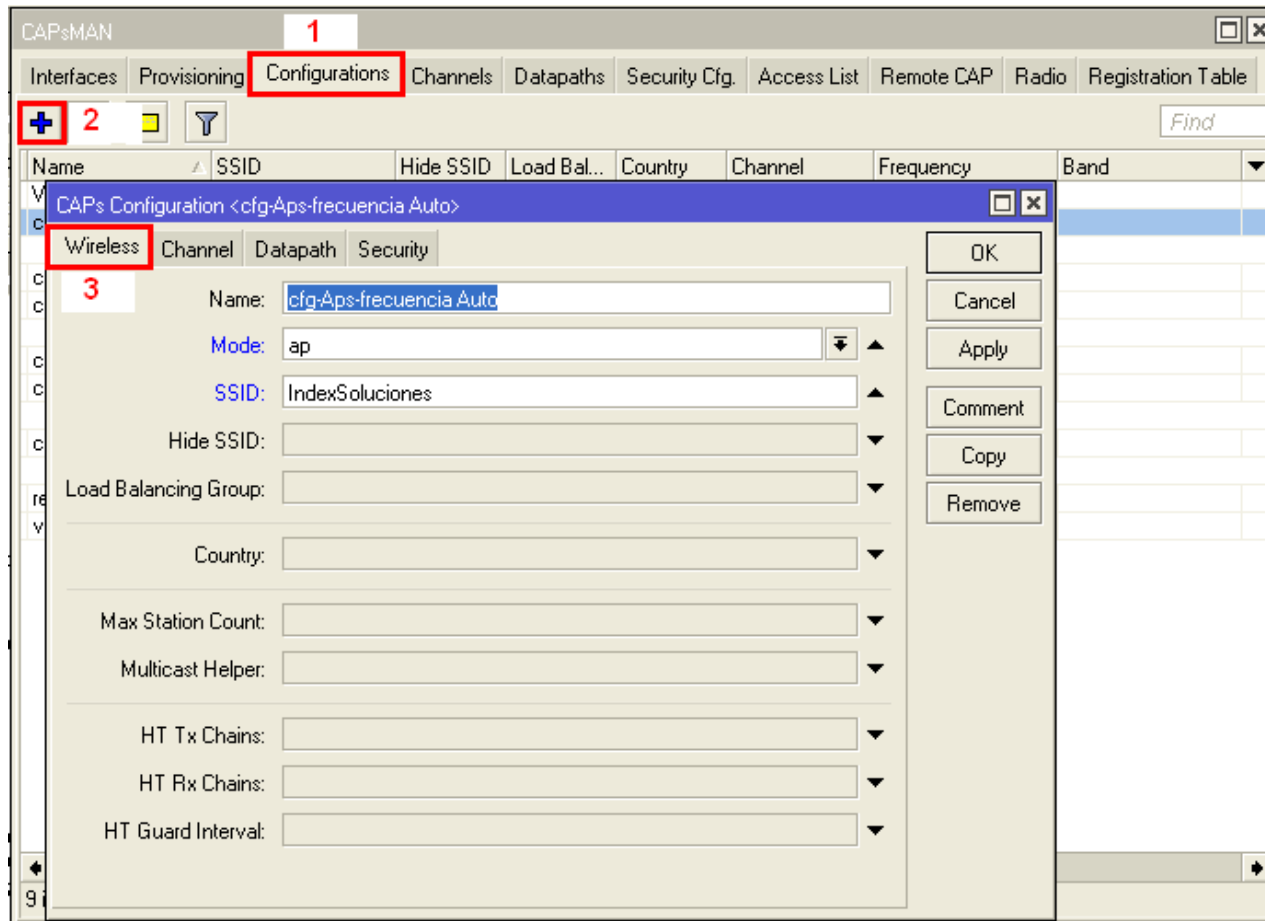 CAPsMAN 1
Interfaces Provisioning Configurations Channels Datapaths Security Cfg. Access List Remote CAP Radio Registration Table
2 Find
Name SSID Hide SSID Load Bal... Country Channel Frequency Band
CAPs Configuration <cfg-Aps-frecuencia Auto>
Wireless Channel Datapath Security OK
3 Name: cfg-Aps-frecuencia Auto Cancel
Mode: ap Apply
SSID: IndexSoluciones
Comment
Hide SSID:
Copy
Load Balancing Group:
Remove
Country:
Max Station Count:
Multicast Helper:
HT Tx Chains:
HT Rx Chains:
HT Guard Interval: